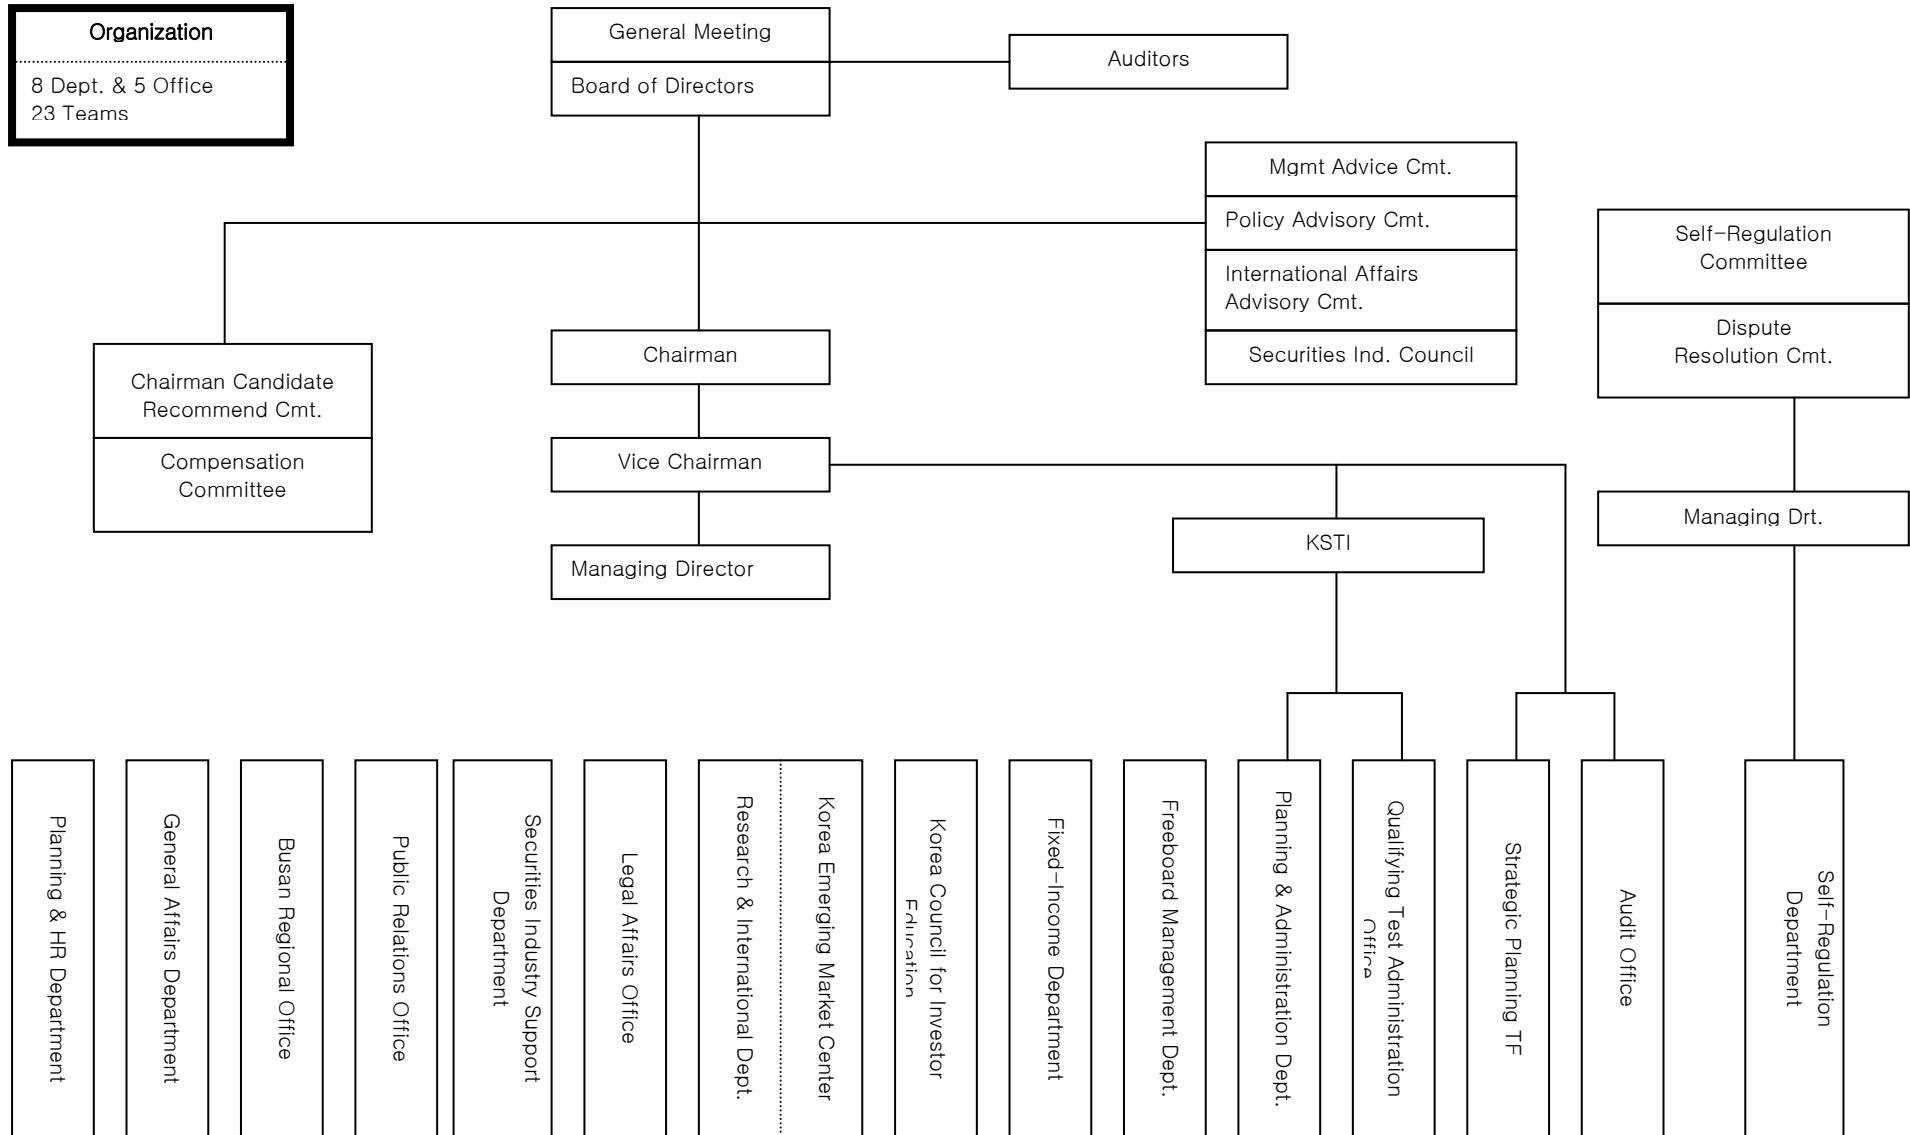 Organization
8 Dept. & 5 Office
23 Teams
General Meeting
Board of Directors
Auditors
Mgmt Advice Cmt.
Policy Advisory Cmt.
International Affairs
Advisory Cmt.
Securities Ind. Council
Self-Regulation
Committee
Dispute
Resolution Cmt.
Chairman Candidate
Recommend Cmt.
Compensation
Committee
Chairman
Vice Chairman
Managing Director
KSTI
Managing Drt.
Planning & HR Department
General Affairs Department
Busan Regional Office
Public Relations Office
Securities Industry Support
Department
Legal Affairs Office
Research & International Dept.
Korea Emerging Market Center
Korea Council for Investor
Education
Fixed-Income Department
Freeboard Management Dept.
Planning & Administration Dept.
Qualifying Test Administration
Office
Strategic Planning TF
Audit Office
Self-Regulation
Department